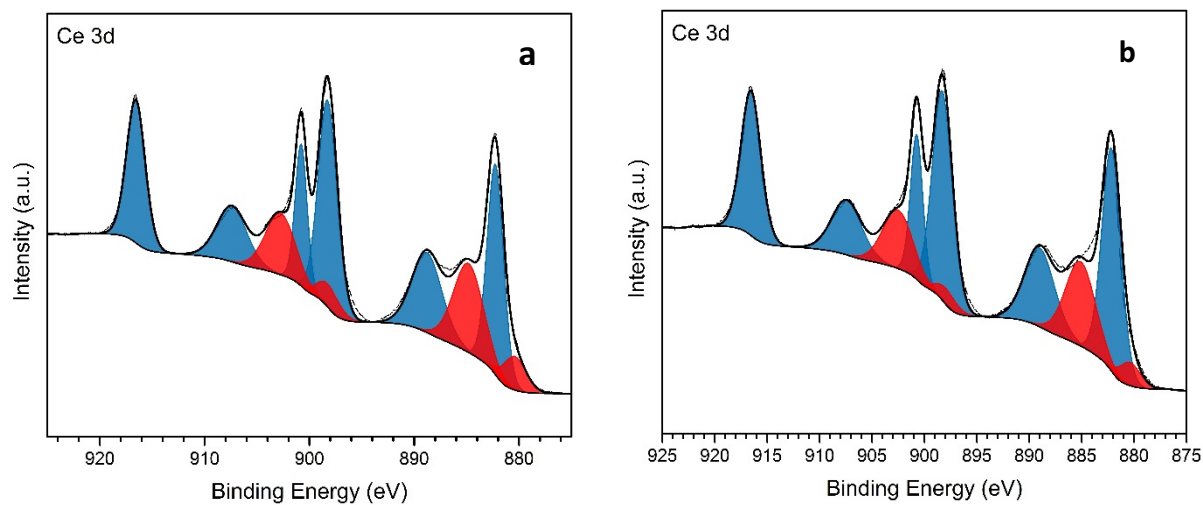 Ce 3d
a
Intensity (a.u.)
920 910 900 890 880
Binding Energy (eV)
Ce 3d
b
Intensity (a.u.)
925 920 915 910 905 900 895 890 885 880 875
Binding Energy (eV)